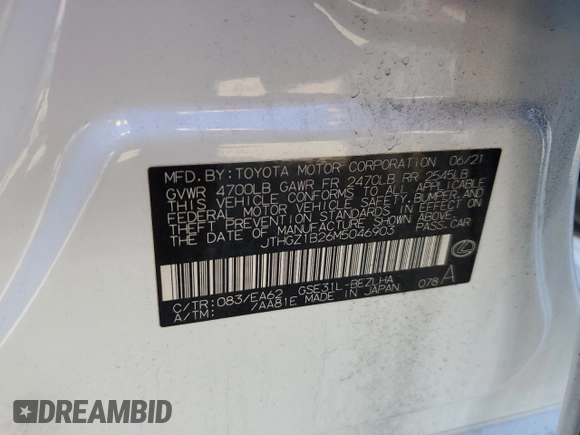 MFD. BY: TOYOTA MOTOR CORPORATION 06/21
GVWR 4700LB GAWR FR 2470LB RR 2545LB
THIS VEHICLE CONFORMS TO ALL APPLICABLE
FEDERAL MOTOR VEHICLE SAFETY, BUMPER, AND
THEFT PREVENTION STANDARDS IN EFFECT ON
THE DATE OF MANUFACTURE SHOWN ABOVE.
JTHGZ1B26M5046903 PASS. CAR
C/TR: 083/EA62 GSE31L-BEZLHA 078A
A/TM: /AA81E MADE IN JAPAN
DREAMBID